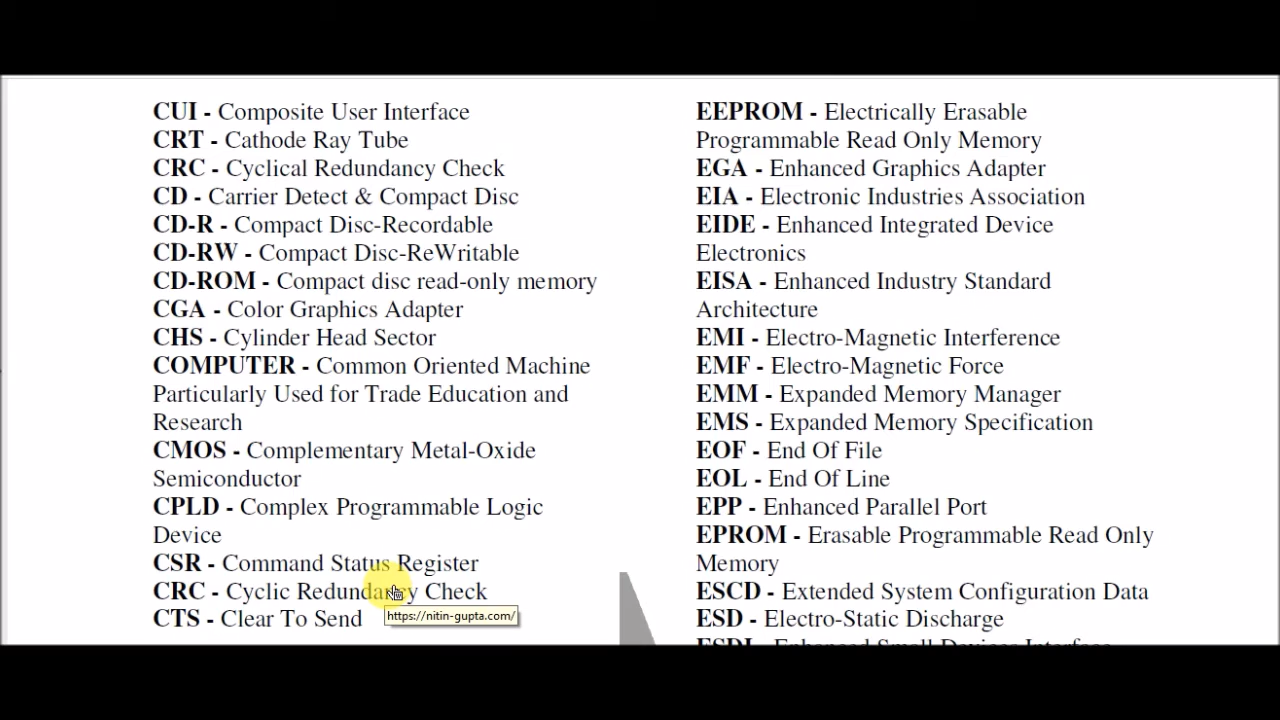 CUI - Composite User Interface
CRT - Cathode Ray Tube
CRC - Cyclical Redundancy Check
CD - Carrier Detect & Compact Disc
CD-R - Compact Disc-Recordable
CD-RW - Compact Disc-ReWritable
CD-ROM - Compact disc read-only memory
CGA - Color Graphics Adapter
CHS - Cylinder Head Sector
COMPUTER - Common Oriented Machine
Particularly Used for Trade Education and
Research
CMOS - Complementary Metal-Oxide
Semiconductor
CPLD - Complex Programmable Logic
Device
CSR - Command Status Register
CRC - Cyclic Redundancy Check
CTS - Clear To Send
https://nitin-gupta.com/
EEPROM - Electrically Erasable
Programmable Read Only Memory
EGA - Enhanced Graphics Adapter
EIA - Electronic Industries Association
EIDE - Enhanced Integrated Device
Electronics
EISA - Enhanced Industry Standard
Architecture
EMI - Electro-Magnetic Interference
EMF - Electro-Magnetic Force
EMM - Expanded Memory Manager
EMS - Expanded Memory Specification
EOF - End Of File
EOL - End Of Line
EPP - Enhanced Parallel Port
EPROM - Erasable Programmable Read Only
Memory
ESCD - Extended System Configuration Data
ESD - Electro-Static Discharge
ESDI - Enhanced Small Devices Interface